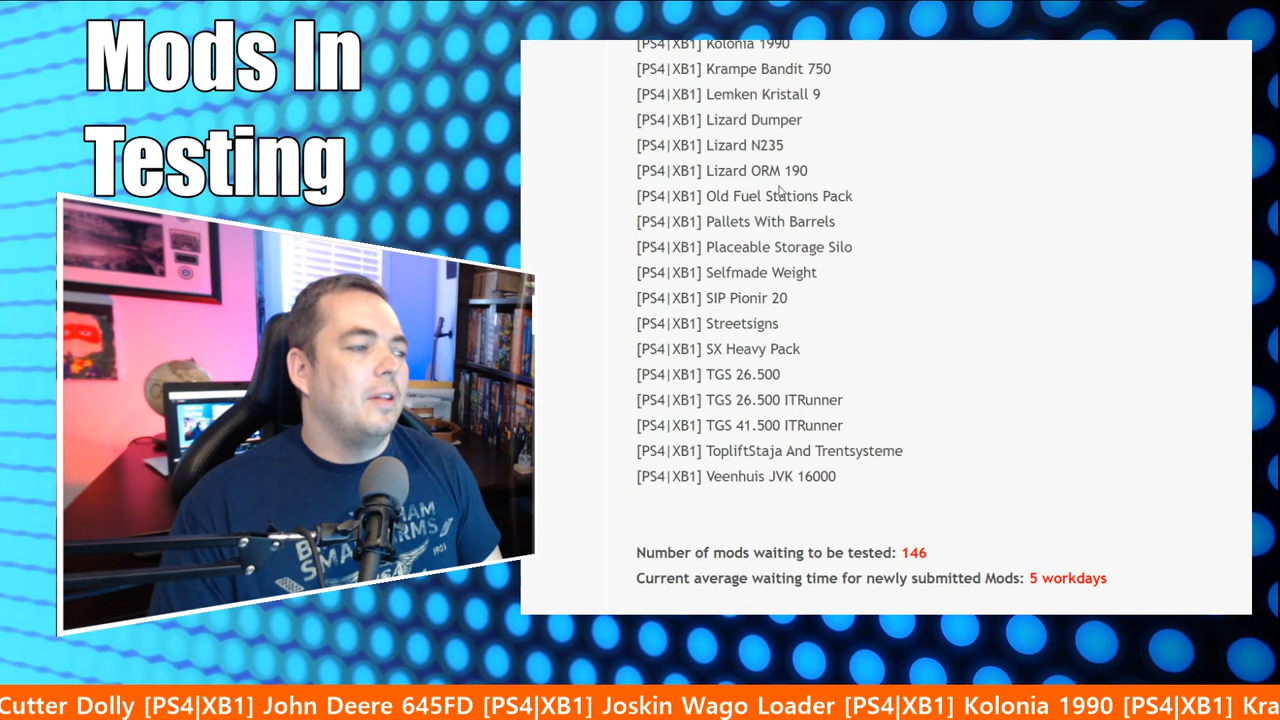 Mods In
Testing
[PS4|XB1] Kolonia 1990
[PS4|XB1] Krampe Bandit 750
[PS4|XB1] Lemken Kristall 9
[PS4|XB1] Lizard Dumper
[PS4|XB1] Lizard N235
[PS4|XB1] Lizard ORM 190
[PS4|XB1] Old Fuel Stations Pack
[PS4|XB1] Pallets With Barrels
[PS4|XB1] Placeable Storage Silo
[PS4|XB1] Selfmade Weight
[PS4|XB1] SIP Pionir 20
[PS4|XB1] Streetsigns
[PS4|XB1] SX Heavy Pack
[PS4|XB1] TGS 26.500
[PS4|XB1] TGS 26.500 ITRunner
[PS4|XB1] TGS 41.500 ITRunner
[PS4|XB1] TopliftStaja And Trentsysteme
[PS4|XB1] Veenhuis JVK 16000
Number of mods waiting to be tested: 146
Current average waiting time for newly submitted Mods: 5 workdays
Cutter Dolly [PS4|XB1] John Deere 645FD [PS4|XB1] Joskin Wago Loader [PS4|XB1] Kolonia 1990 [PS4|XB1] Kra